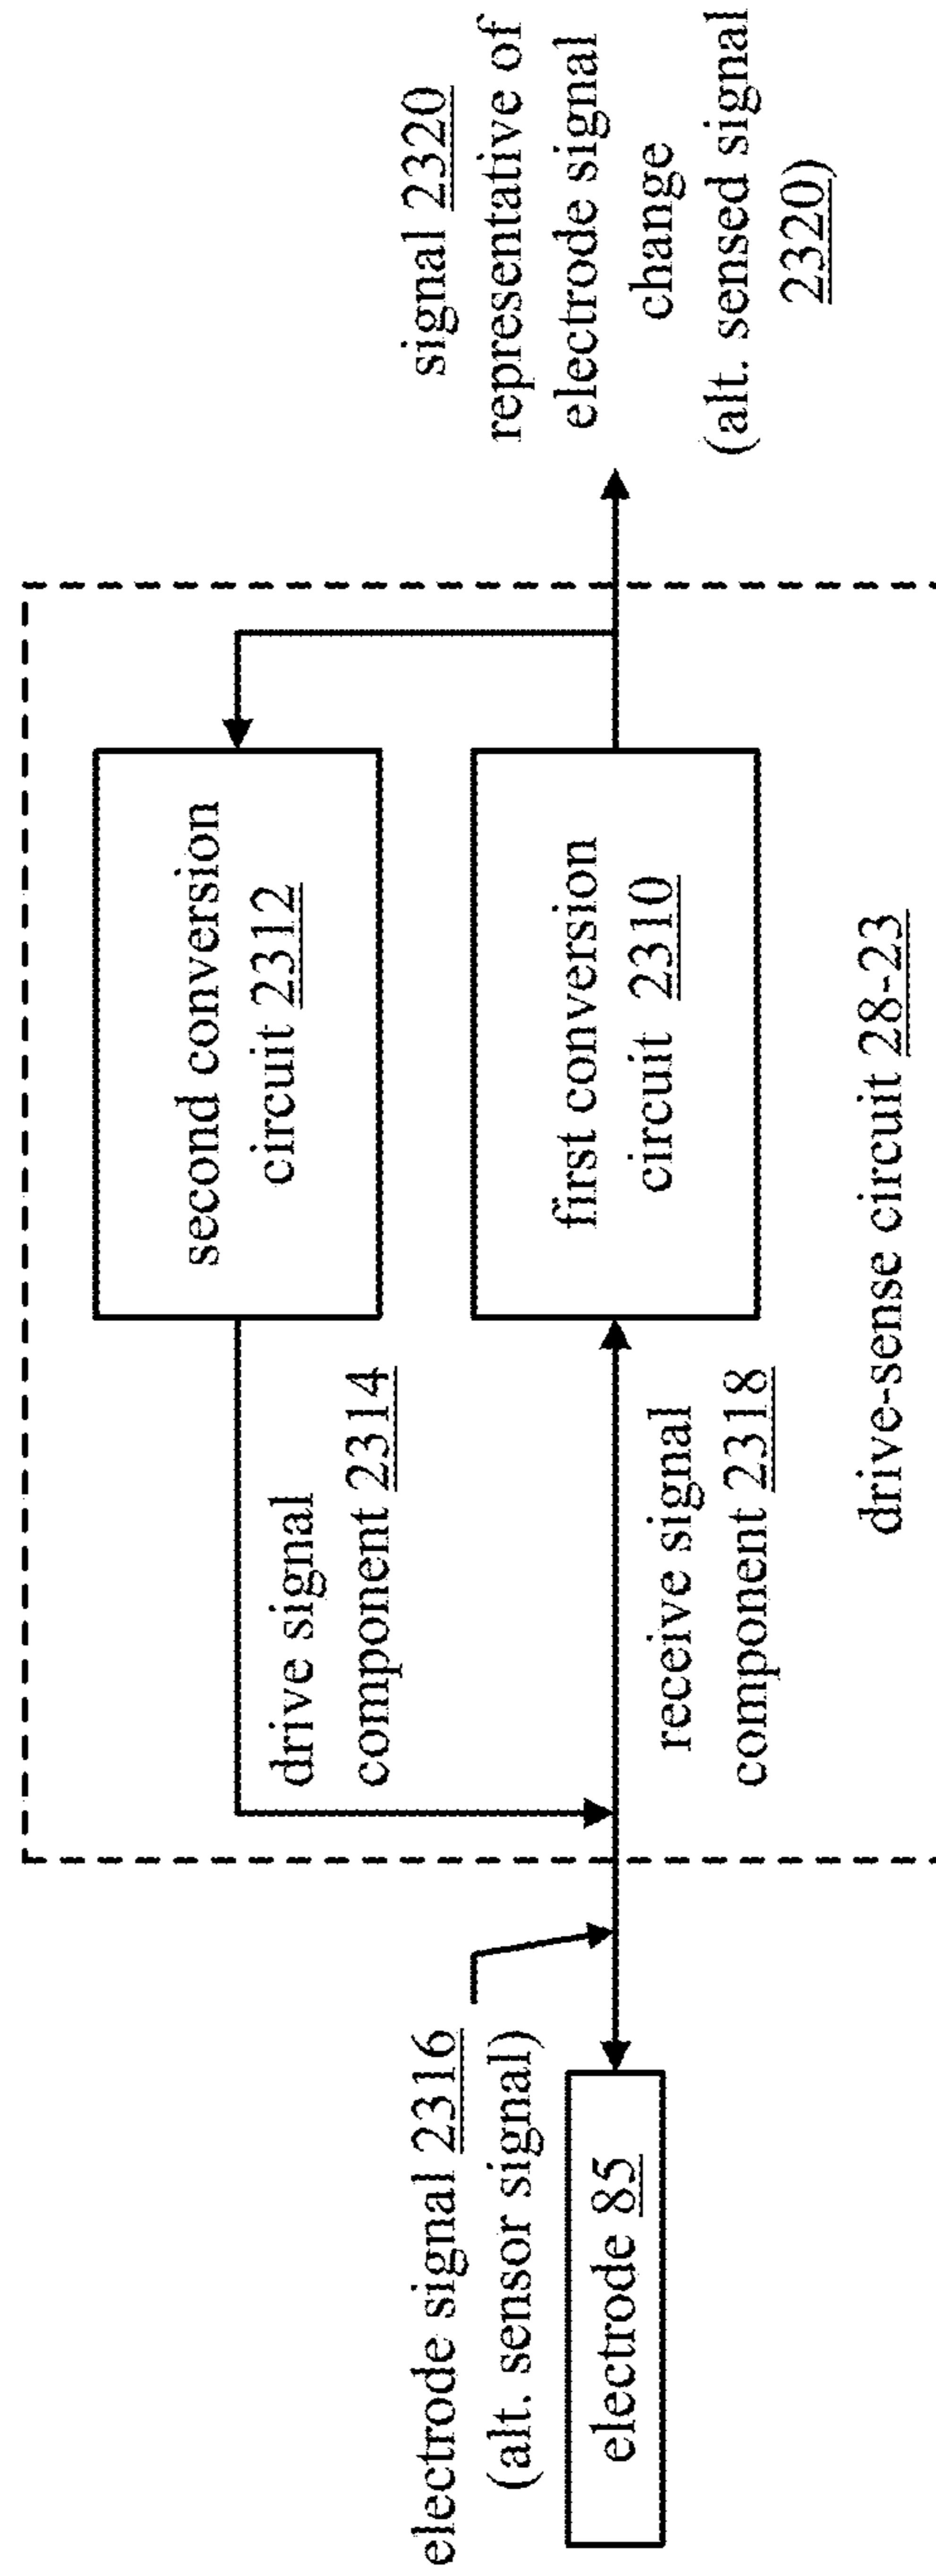 electrode signal 2316
(alt. sensor signal)
electrode 85
drive signal
component 2314
receive signal
component 2318
second conversion
circuit 2312
first conversion
circuit 2310
drive-sense circuit 28-23
signal 2320
representative of
electrode signal
change
(alt. sensed signal
2320)